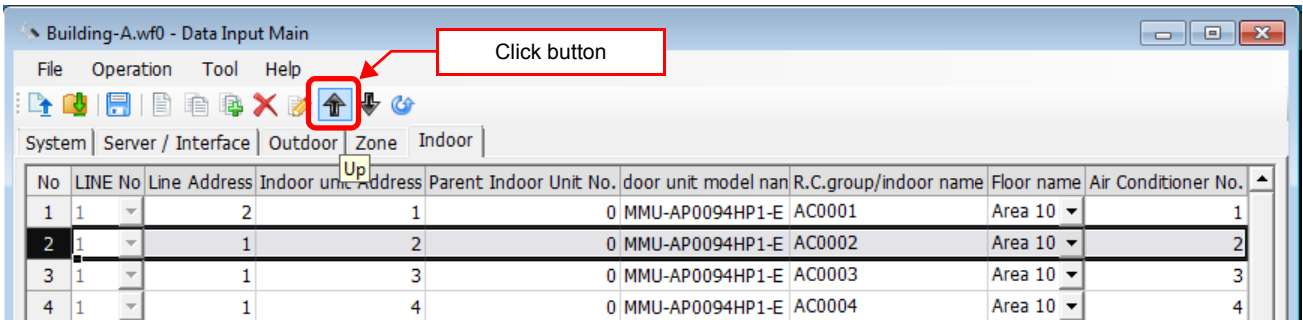 Building-A.wf0 - Data Input Main
Click button
File Operation Tool Help
System Server / Interface Outdoor Zone Indoor
Up
No LINE No Line Address Indoor unit Address Parent Indoor Unit No. door unit model nan R.C.group/indoor name Floor name Air Conditioner No.
1 1 2 1 0 MMU-AP0094HP1-E AC0001 Area 10 1
2 1 1 2 0 MMU-AP0094HP1-E AC0002 Area 10 2
3 1 1 3 0 MMU-AP0094HP1-E AC0003 Area 10 3
4 1 1 4 0 MMU-AP0094HP1-E AC0004 Area 10 4